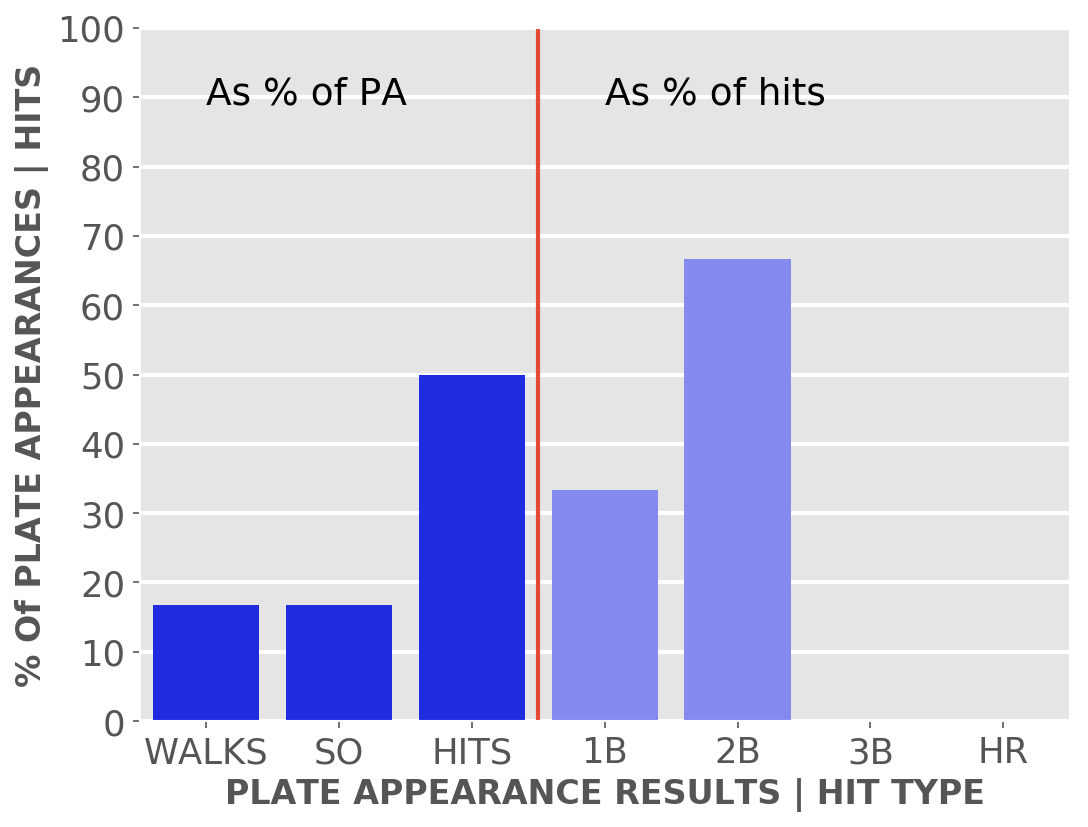 % Of PLATE APPEARANCES | HITS
100
90
80
70
60
50
40
30
20
10
0
As % of PA
As % of hits
WALKS SO HITS 1B 2B 3B HR
PLATE APPEARANCE RESULTS | HIT TYPE